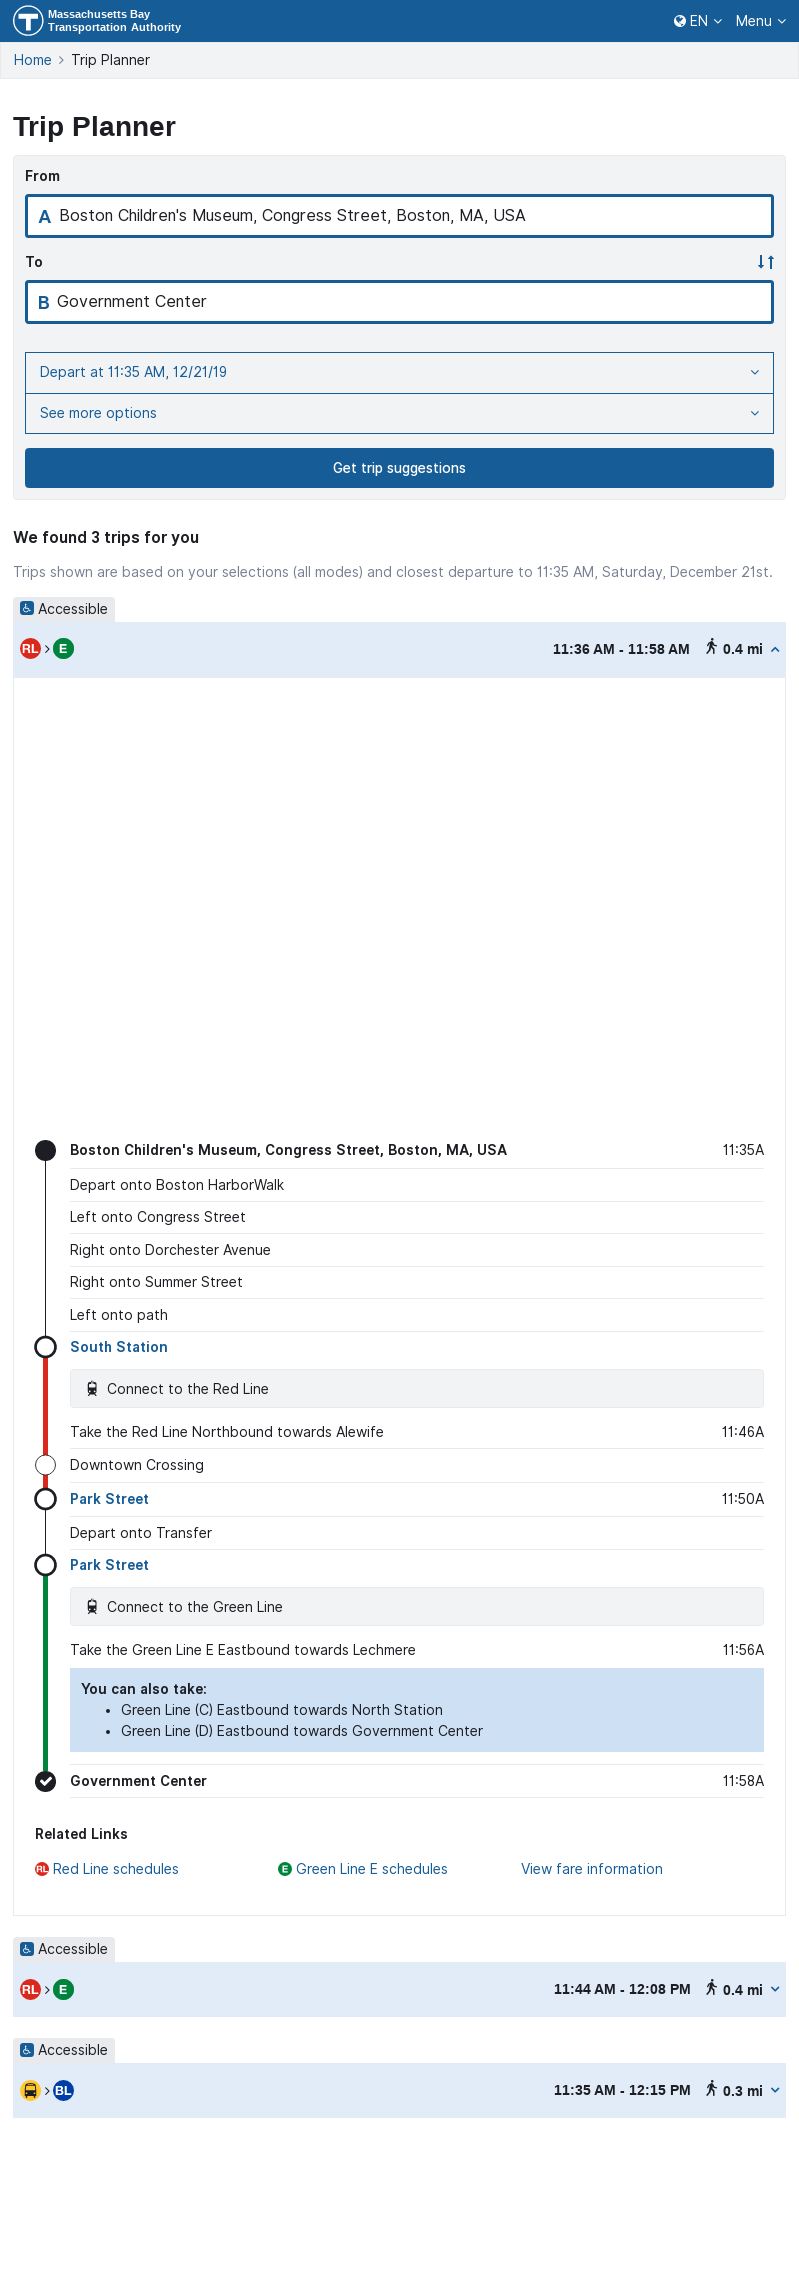 Massachusetts Bay
Transportation Authority
EN Menu
Home Trip Planner
Trip Planner
From
A Boston Children's Museum, Congress Street, Boston, MA, USA
To
B Government Center
Depart at 11:35 AM, 12/21/19
See more options
Get trip suggestions
We found 3 trips for you
Trips shown are based on your selections (all modes) and closest departure to 11:35 AM, Saturday, December 21st.
Accessible
RL E 11:36 AM - 11:58 AM 0.4 mi
Boston Children's Museum, Congress Street, Boston, MA, USA 11:35A
Depart onto Boston HarborWalk
Left onto Congress Street
Right onto Dorchester Avenue
Right onto Summer Street
Left onto path
South Station
Connect to the Red Line
Take the Red Line Northbound towards Alewife 11:46A
Downtown Crossing
Park Street 11:50A
Depart onto Transfer
Park Street
Connect to the Green Line
Take the Green Line E Eastbound towards Lechmere 11:56A
You can also take:
• Green Line (C) Eastbound towards North Station
• Green Line (D) Eastbound towards Government Center
Government Center 11:58A
Related Links
RL Red Line schedules E Green Line E schedules View fare information
Accessible
RL E 11:44 AM - 12:08 PM 0.4 mi
Accessible
BL 11:35 AM - 12:15 PM 0.3 mi